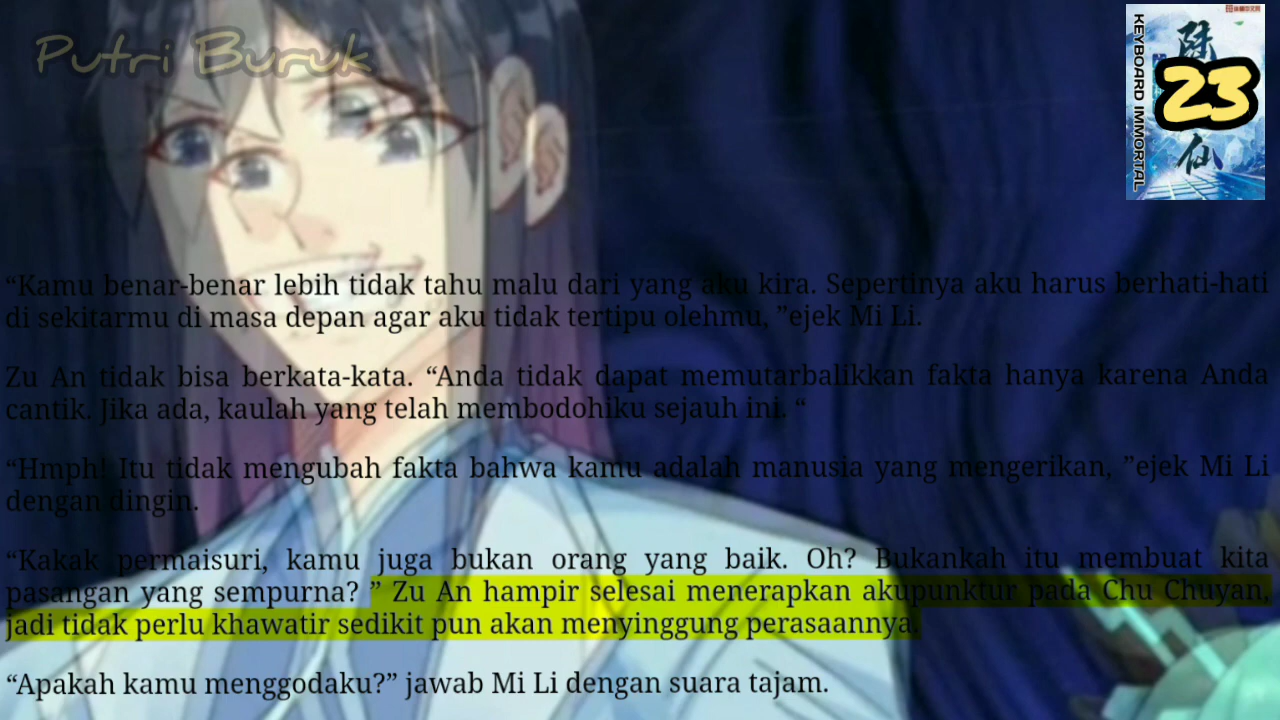 Putri Buruk
KEYBOARD IMMORTAL
陸
仙
23
“Kamu benar-benar lebih tidak tahu malu dari yang aku kira. Sepertinya aku harus berhati-hati
di sekitarmu di masa depan agar aku tidak tertipu olehmu, ”ejek Mi Li.
Zu An tidak bisa berkata-kata. “Anda tidak dapat memutarbalikkan fakta hanya karena Anda
cantik. Jika ada, kaulah yang telah membodohiku sejauh ini. “
“Hmph! Itu tidak mengubah fakta bahwa kamu adalah manusia yang mengerikan, ”ejek Mi Li
dengan dingin.
“Kakak permaisuri, kamu juga bukan orang yang baik. Oh? Bukankah itu membuat kita
pasangan yang sempurna? ” Zu An hampir selesai menerapkan akupunktur pada Chu Chuyan,
jadi tidak perlu khawatir sedikit pun akan menyinggung perasaannya.
“Apakah kamu menggodaku?” jawab Mi Li dengan suara tajam.